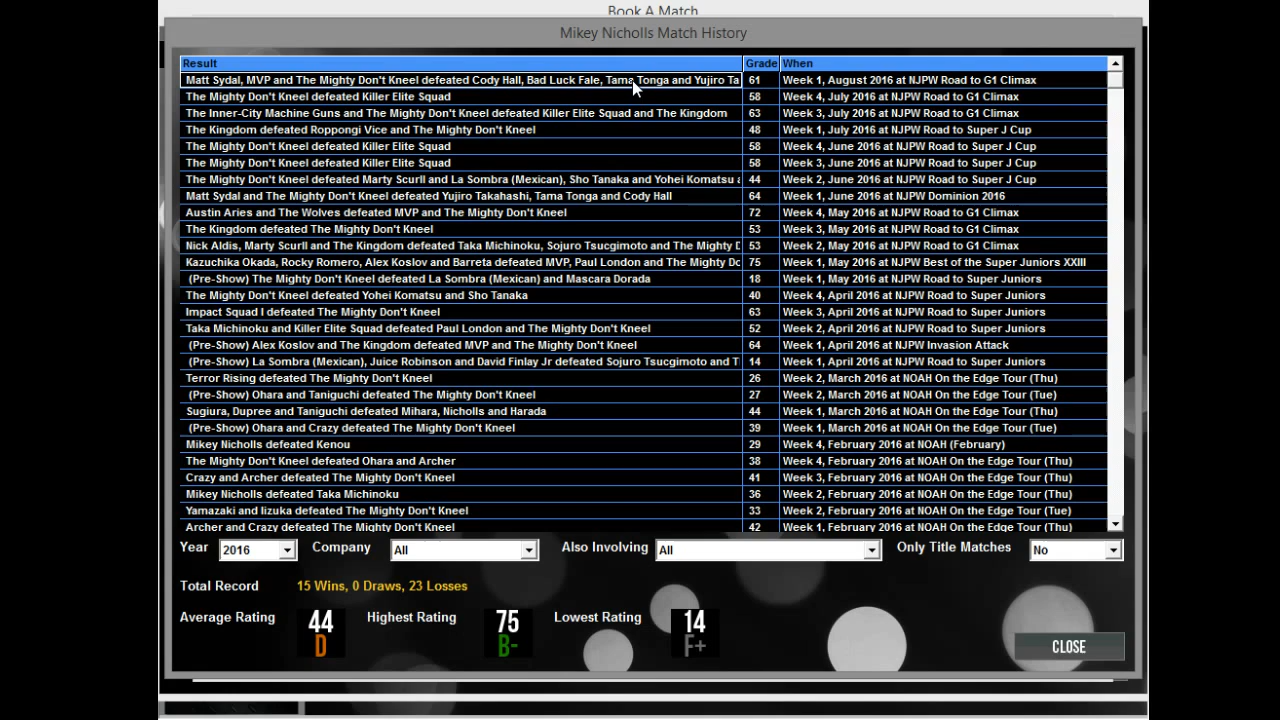 Book A Match
Mikey Nicholls Match History
Result Grade When
Matt Sydal, MVP and The Mighty Don't Kneel defeated Cody Hall, Bad Luck Fale, Tama Tonga and Yujiro Ta 61 Week 1, August 2016 at NJPW Road to G1 Climax
The Mighty Don't Kneel defeated Killer Elite Squad 58 Week 4, July 2016 at NJPW Road to G1 Climax
The Inner-City Machine Guns and The Mighty Don't Kneel defeated Killer Elite Squad and The Kingdom 63 Week 3, July 2016 at NJPW Road to G1 Climax
The Kingdom defeated Roppongi Vice and The Mighty Don't Kneel 48 Week 1, July 2016 at NJPW Road to Super J Cup
The Mighty Don't Kneel defeated Killer Elite Squad 58 Week 4, June 2016 at NJPW Road to Super J Cup
The Mighty Don't Kneel defeated Killer Elite Squad 58 Week 3, June 2016 at NJPW Road to Super J Cup
The Mighty Don't Kneel defeated Marty Scurll and La Sombra (Mexican), Sho Tanaka and Yohei Komatsu 44 Week 2, June 2016 at NJPW Road to Super J Cup
Matt Sydal and The Mighty Don't Kneel defeated Yujiro Takahashi, Tama Tonga and Cody Hall 64 Week 1, June 2016 at NJPW Dominion 2016
Austin Aries and The Wolves defeated MVP and The Mighty Don't Kneel 72 Week 4, May 2016 at NJPW Road to G1 Climax
The Kingdom defeated The Mighty Don't Kneel 53 Week 3, May 2016 at NJPW Road to G1 Climax
Nick Aldis, Marty Scurll and The Kingdom defeated Taka Michinoku, Sojuro Tsucgimoto and The Mighty D 53 Week 2, May 2016 at NJPW Road to G1 Climax
Kazuchika Okada, Rocky Romero, Alex Koslov and Barreta defeated MVP, Paul London and The Mighty Do 75 Week 1, May 2016 at NJPW Best of the Super Juniors XXIII
(Pre-Show) The Mighty Don't Kneel defeated La Sombra (Mexican) and Mascara Dorada 18 Week 1, May 2016 at NJPW Road to Super Juniors
The Mighty Don't Kneel defeated Yohei Komatsu and Sho Tanaka 40 Week 4, April 2016 at NJPW Road to Super Juniors
Impact Squad I defeated The Mighty Don't Kneel 63 Week 3, April 2016 at NJPW Road to Super Juniors
Taka Michinoku and Killer Elite Squad defeated Paul London and The Mighty Don't Kneel 52 Week 2, April 2016 at NJPW Road to Super Juniors
(Pre-Show) Alex Koslov and The Kingdom defeated MVP and The Mighty Don't Kneel 64 Week 1, April 2016 at NJPW Invasion Attack
(Pre-Show) La Sombra (Mexican), Juice Robinson and David Finlay Jr defeated Sojuro Tsucgimoto and T 14 Week 1, April 2016 at NJPW Road to Super Juniors
Terror Rising defeated The Mighty Don't Kneel 26 Week 2, March 2016 at NOAH On the Edge Tour (Thu)
(Pre-Show) Ohara and Taniguchi defeated The Mighty Don't Kneel 27 Week 2, March 2016 at NOAH On the Edge Tour (Tue)
Sugiura, Dupree and Taniguchi defeated Mihara, Nicholls and Harada 44 Week 1, March 2016 at NOAH On the Edge Tour (Thu)
(Pre-Show) Ohara and Crazy defeated The Mighty Don't Kneel 39 Week 1, March 2016 at NOAH On the Edge Tour (Tue)
Mikey Nicholls defeated Kenou 29 Week 4, February 2016 at NOAH (February)
The Mighty Don't Kneel defeated Ohara and Archer 38 Week 4, February 2016 at NOAH On the Edge Tour (Thu)
Crazy and Archer defeated The Mighty Don't Kneel 41 Week 3, February 2016 at NOAH On the Edge Tour (Thu)
Mikey Nicholls defeated Taka Michinoku 36 Week 2, February 2016 at NOAH On the Edge Tour (Thu)
Yamazaki and Iizuka defeated The Mighty Don't Kneel 33 Week 2, February 2016 at NOAH On the Edge Tour (Tue)
Archer and Crazy defeated The Mighty Don't Kneel 42 Week 1, February 2016 at NOAH On the Edge Tour (Thu)
Year 2016 Company All Also Involving All Only Title Matches No
Total Record 15 Wins, 0 Draws, 23 Losses
Average Rating 44 Highest Rating 75 Lowest Rating 14
D B- F+
CLOSE